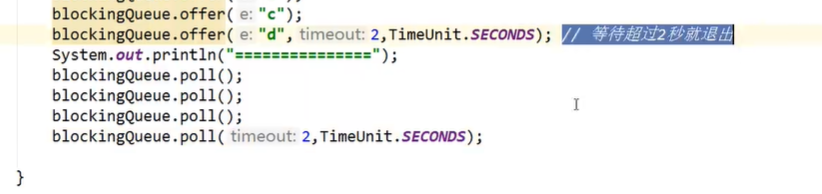 blockingQueue.offer( e: "c");
blockingQueue.offer( e: "d", timeout: 2,TimeUnit.SECONDS); // 等待超过2秒就退出
System.out.println("===============");
blockingQueue.poll();
blockingQueue.poll();
blockingQueue.poll();
blockingQueue.poll( timeout: 2,TimeUnit.SECONDS);
}